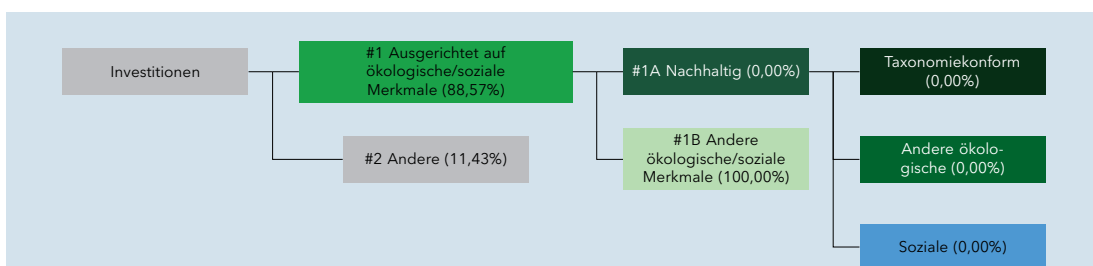 Investitionen
#1 Ausgerichtet auf
ökologische/soziale
Merkmale (88,57%)
#2 Andere (11,43%)
#1A Nachhaltig (0,00%)
#1B Andere
ökologische/soziale
Merkmale (100,00%)
Taxonomiekonform
(0,00%)
Andere ökolo-
gische (0,00%)
Soziale (0,00%)